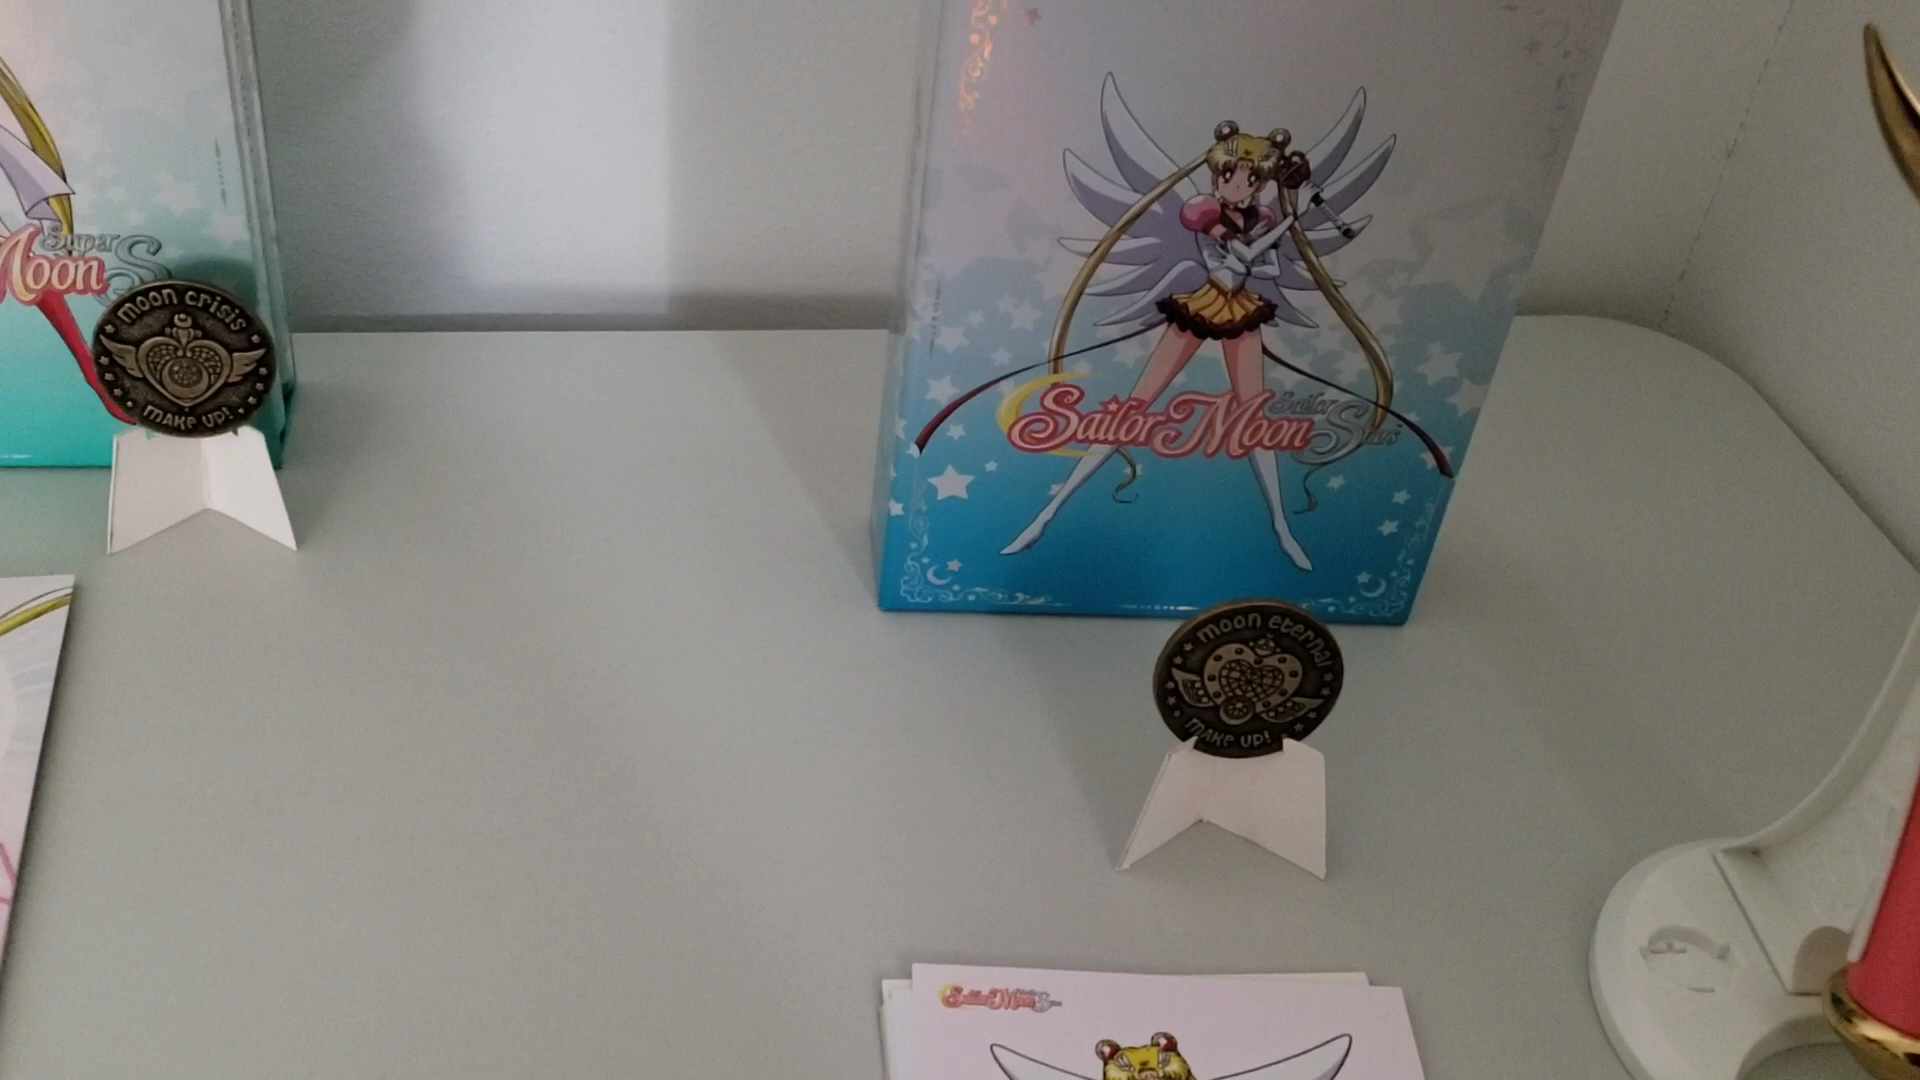 Super S
Moon
moon crisis
make up!
Sailor Moon Sailor Stars
moon eternal
make up!
Sailor Moon